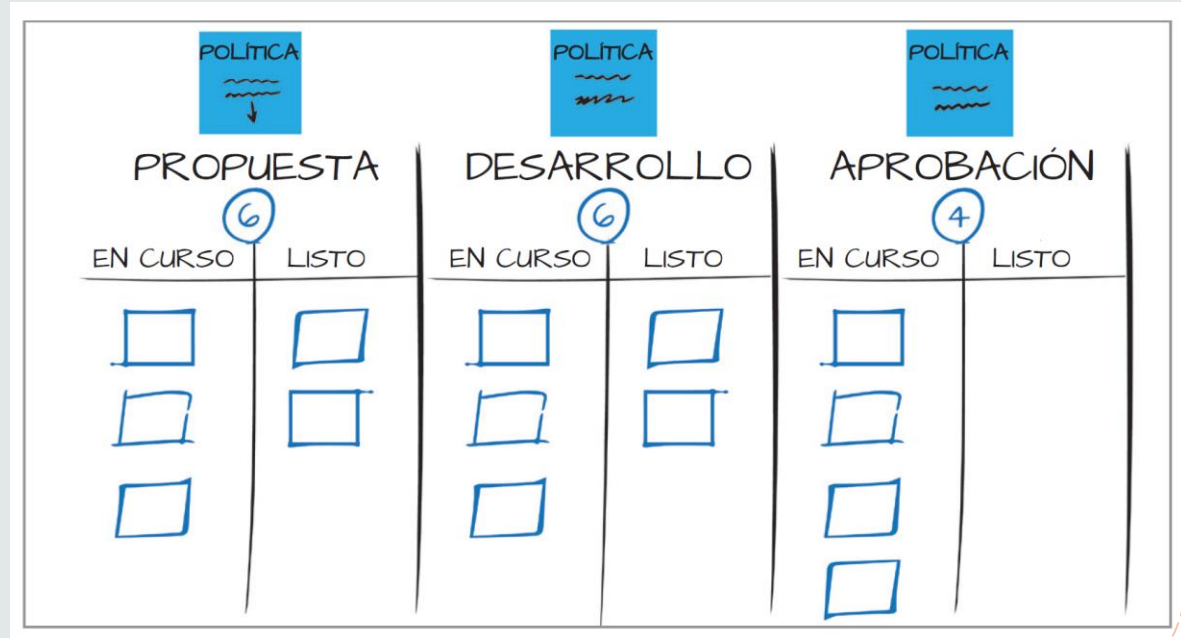 POLÍTICA
POLÍTICA
POLÍTICA
PROPUESTA
DESARROLLO
APROBACIÓN
6
6
4
EN CURSO
LISTO
EN CURSO
LISTO
EN CURSO
LISTO